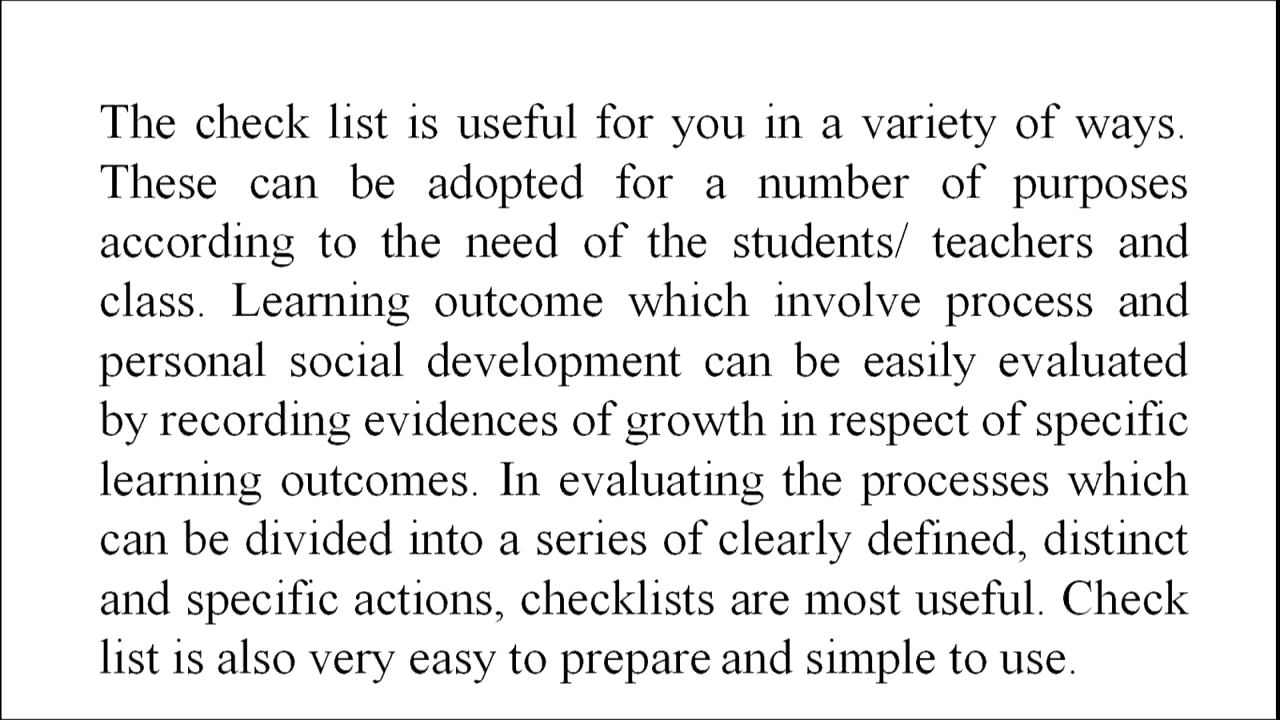 The check list is useful for you in a variety of ways.
These can be adopted for a number of purposes
according to the need of the students/ teachers and
class. Learning outcome which involve process and
personal social development can be easily evaluated
by recording evidences of growth in respect of specific
learning outcomes. In evaluating the processes which
can be divided into a series of clearly defined, distinct
and specific actions, checklists are most useful. Check
list is also very easy to prepare and simple to use.